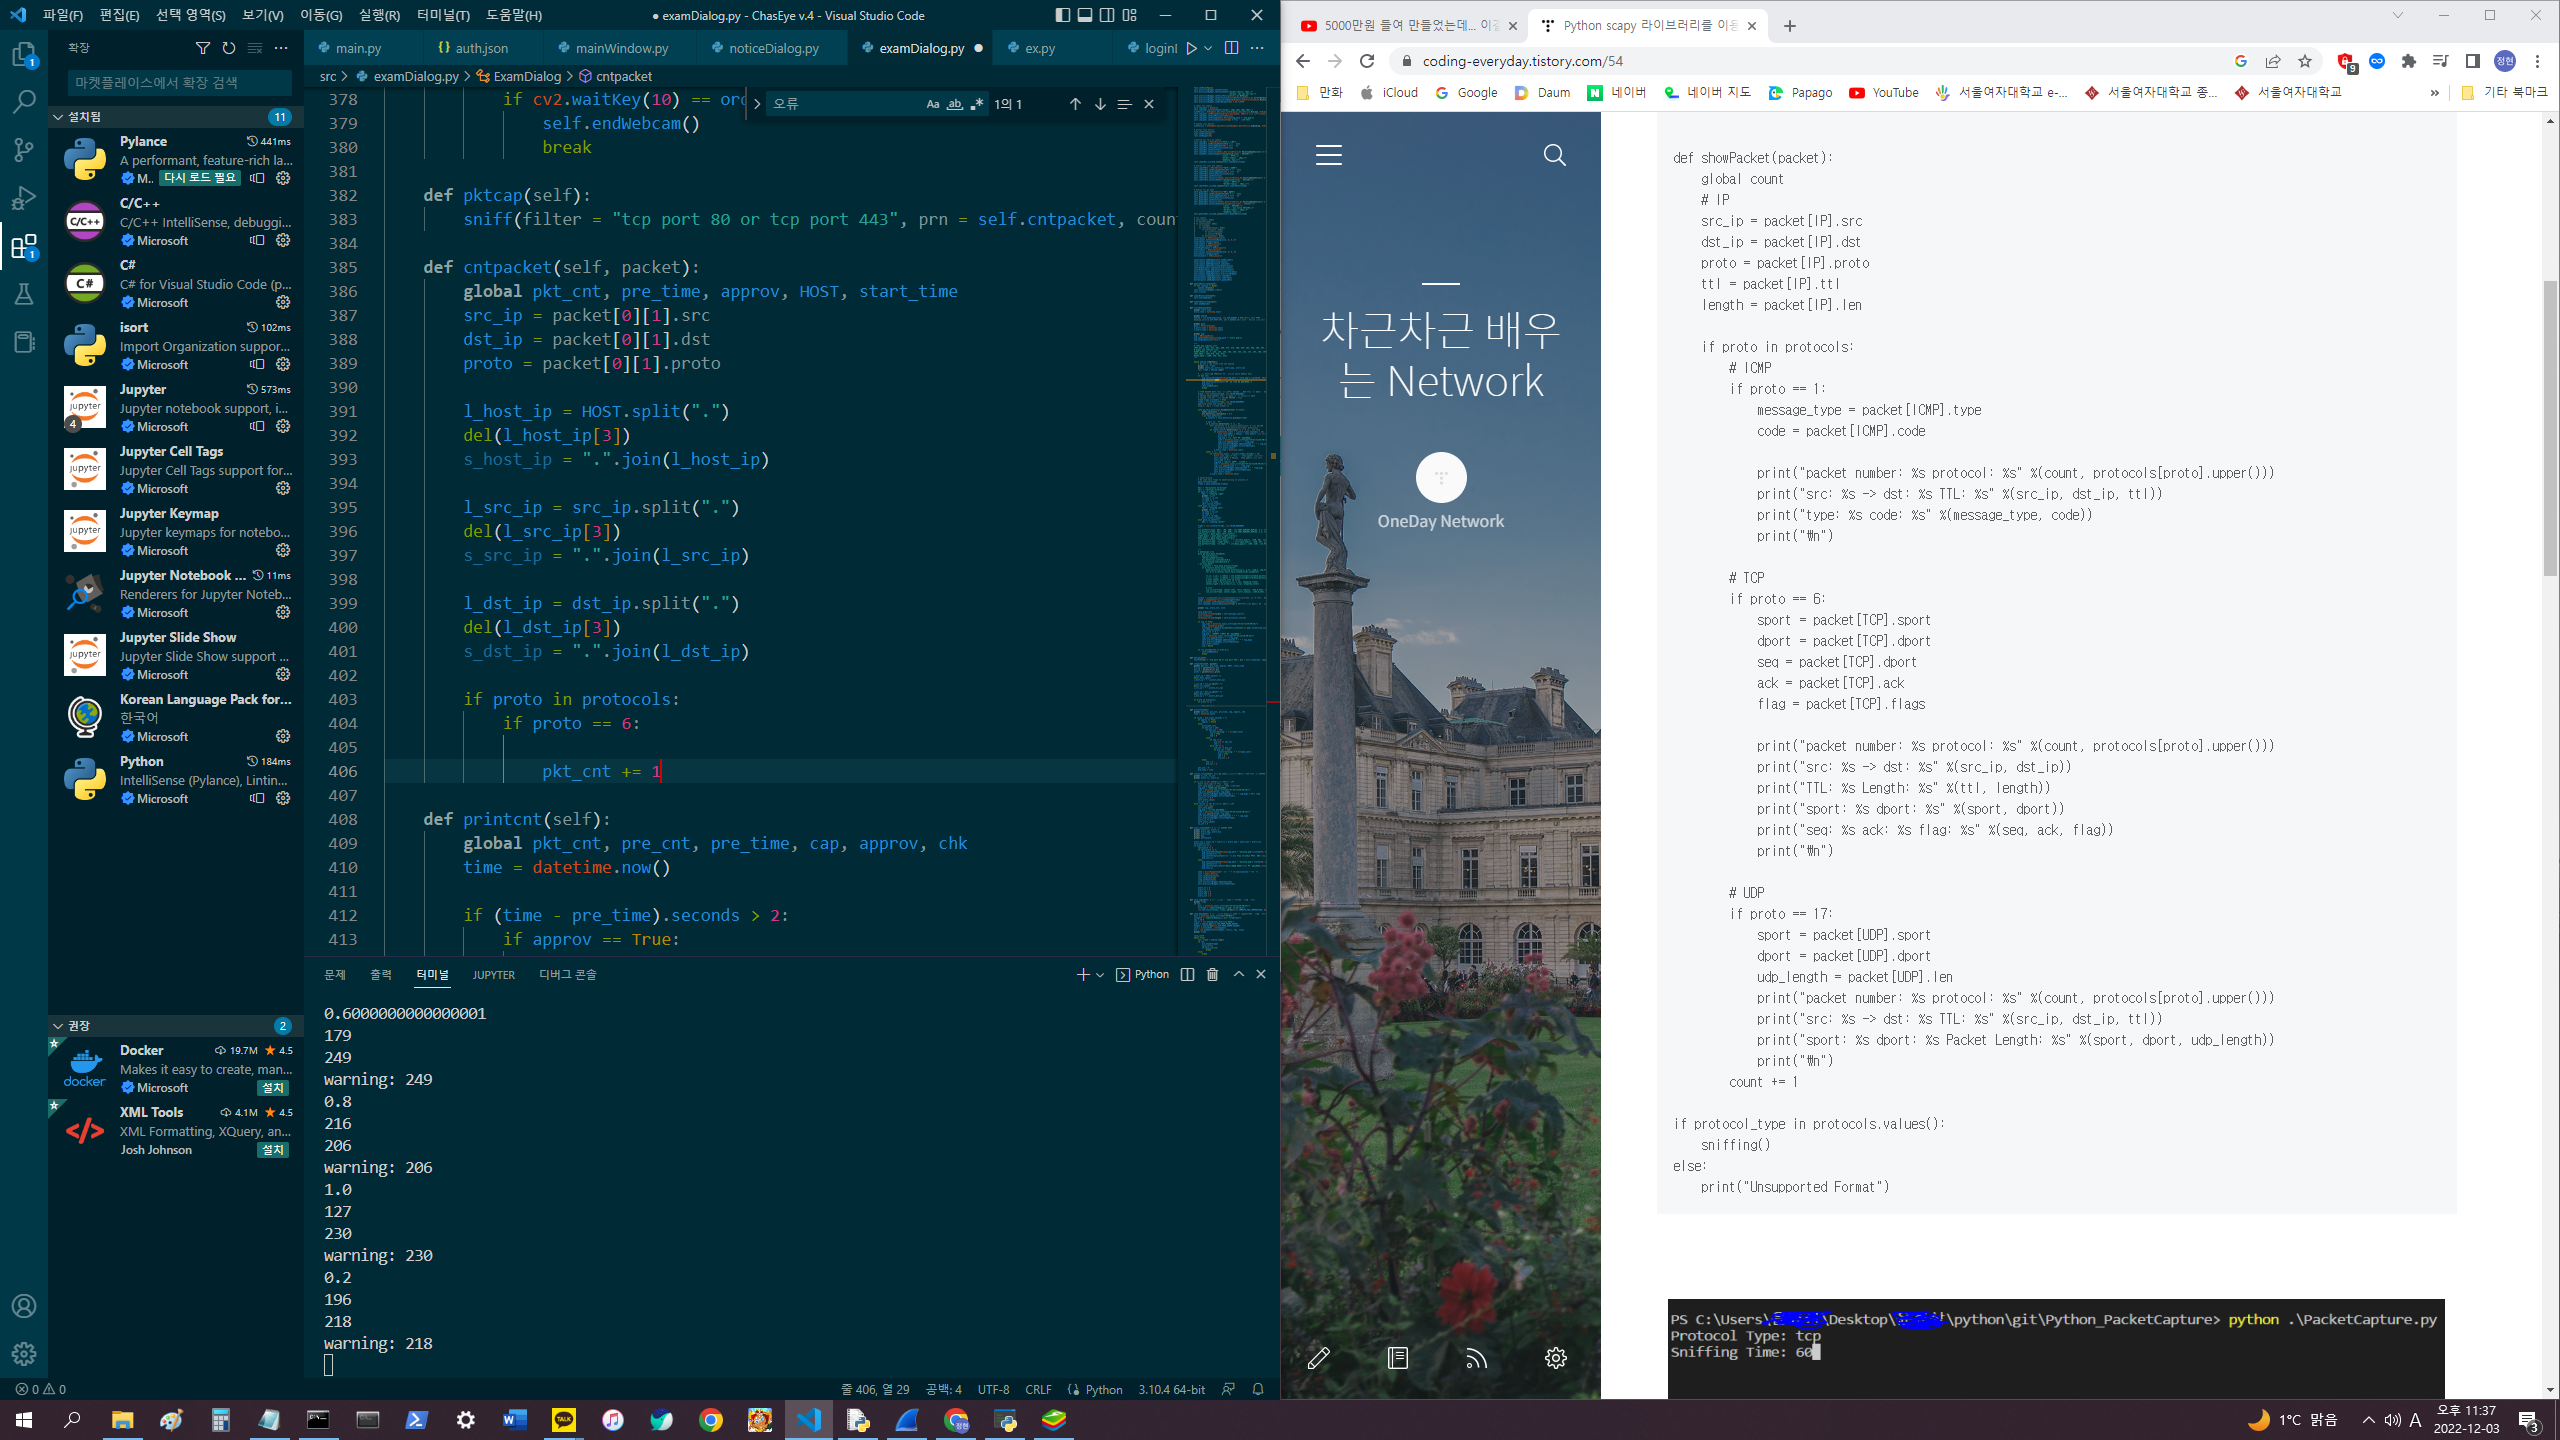 파일(F) 편집(E) 선택 영역(S) 보기(V) 이동(G) 실행(R) 터미널(T) 도움말(H)
● examDialog.py - ChasEye v.4 - Visual Studio Code
확장
마켓플레이스에서 확장 검색
설치됨 11
Pylance 441ms
A performant, feature-rich la...
M.. 다시 로드 필요
C/C++
C/C++ IntelliSense, debuggi...
Microsoft
C#
C# for Visual Studio Code (p...
Microsoft
isort 102ms
Import Organization suppor...
Microsoft
Jupyter 573ms
Jupyter notebook support, i...
Microsoft
Jupyter Cell Tags
Jupyter Cell Tags support for...
Microsoft
Jupyter Keymap
Jupyter keymaps for notebo...
Microsoft
Jupyter Notebook ... 11ms
Renderers for Jupyter Noteb...
Microsoft
Jupyter Slide Show
Jupyter Slide Show support ...
Microsoft
Korean Language Pack for...
한국어
Microsoft
Python 184ms
IntelliSense (Pylance), Lintin...
Microsoft
권장 2
Docker 19.7M 4.5
Makes it easy to create, man...
Microsoft 설치
XML Tools 4.1M 4.5
XML Formatting, XQuery, an...
Josh Johnson 설치
main.py {} auth.json mainWindow.py noticeDialog.py examDialog.py ● ex.py loginI
src > examDialog.py > ExamDialog > cntpacket
오류 Aa ab 1의 1
378 if cv2.waitKey(10) == ord
379 self.endWebcam()
380 break
381
382 def pktcap(self):
383 sniff(filter = "tcp port 80 or tcp port 443", prn = self.cntpacket, coun
384
385 def cntpacket(self, packet):
386 global pkt_cnt, pre_time, approv, HOST, start_time
387 src_ip = packet[0][1].src
388 dst_ip = packet[0][1].dst
389 proto = packet[0][1].proto
390
391 l_host_ip = HOST.split(".")
392 del(l_host_ip[3])
393 s_host_ip = ".".join(l_host_ip)
394
395 l_src_ip = src_ip.split(".")
396 del(l_src_ip[3])
397 s_src_ip = ".".join(l_src_ip)
398
399 l_dst_ip = dst_ip.split(".")
400 del(l_dst_ip[3])
401 s_dst_ip = ".".join(l_dst_ip)
402
403 if proto in protocols:
404 if proto == 6:
405
406 pkt_cnt += 1
407
408 def printcnt(self):
409 global pkt_cnt, pre_cnt, pre_time, cap, approv, chk
410 time = datetime.now()
411
412 if (time - pre_time).seconds > 2:
413 if approv == True:
문제 출력 터미널 JUPYTER 디버그 콘솔
Python
0.6000000000000001
179
249
warning: 249
0.8
216
206
warning: 206
1.0
127
230
warning: 230
0.2
196
218
warning: 218
0 0
줄 406, 열 29 공백: 4 UTF-8 CRLF Python 3.10.4 64-bit
5000만원 들여 만들었는데... 이걸
Python scapy 라이브러리를 이용
coding-everyday.tistory.com/54
만화 iCloud Google Daum 네이버 네이버 지도 Papago YouTube 서울여자대학교 e-... 서울여자대학교 종... 서울여자대학교 » 기타 북마크
차근차근 배우
는 Network
OneDay Network
def showPacket(packet):
global count
# IP
src_ip = packet[IP].src
dst_ip = packet[IP].dst
proto = packet[IP].proto
ttl = packet[IP].ttl
length = packet[IP].len
if proto in protocols:
# ICMP
if proto == 1:
message_type = packet[ICMP].type
code = packet[ICMP].code
print("packet number: %s protocol: %s" %(count, protocols[proto].upper()))
print("src: %s -> dst: %s TTL: %s" %(src_ip, dst_ip, ttl))
print("type: %s code: %s" %(message_type, code))
print("\n")
# TCP
if proto == 6:
sport = packet[TCP].sport
dport = packet[TCP].dport
seq = packet[TCP].dport
ack = packet[TCP].ack
flag = packet[TCP].flags
print("packet number: %s protocol: %s" %(count, protocols[proto].upper()))
print("src: %s -> dst: %s" %(src_ip, dst_ip))
print("TTL: %s Length: %s" %(ttl, length))
print("sport: %s dport: %s" %(sport, dport))
print("seq: %s ack: %s flag: %s" %(seq, ack, flag))
print("\n")
# UDP
if proto == 17:
sport = packet[UDP].sport
dport = packet[UDP].dport
udp_length = packet[UDP].len
print("packet number: %s protocol: %s" %(count, protocols[proto].upper()))
print("src: %s -> dst: %s TTL: %s" %(src_ip, dst_ip, ttl))
print("sport: %s dport: %s Packet Length: %s" %(sport, dport, udp_length))
print("\n")
count += 1
if protocol_type in protocols.values():
sniffing()
else:
print("Unsupported Format")
PS C:\Users\ \Desktop\ \python\git\Python_PacketCapture> python .\PacketCapture.py
Protocol Type: tcp
Sniffing Time: 60
1°C 맑음 A 오후 11:37
2022-12-03
3